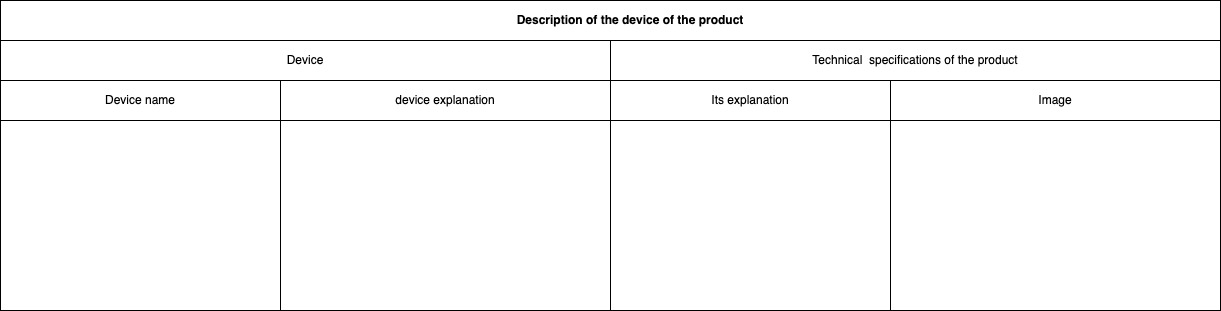 Description of the device of the product
Device
Technical  specifications of the product
Device name
device explanation
Its explanation
Image